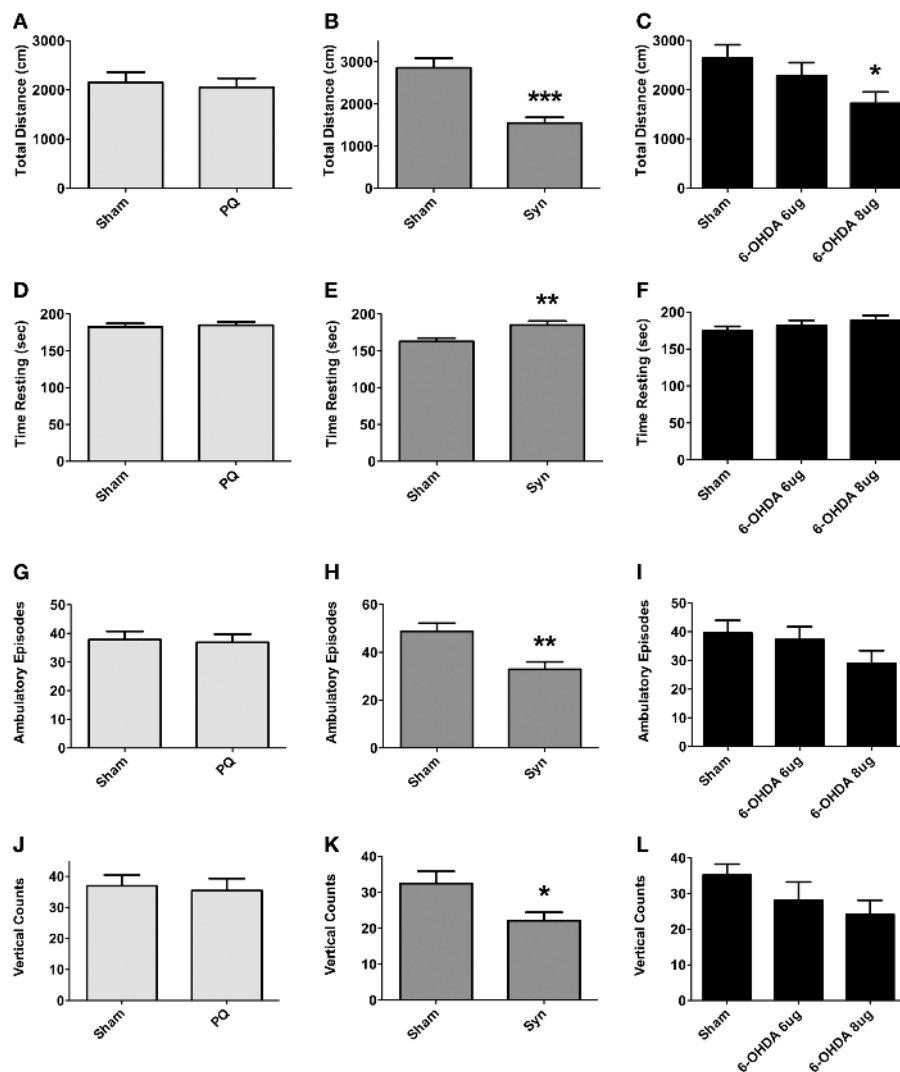 A
B
C
Total Distance (cm)
3000
2000
1000
0
Sham
PQ
Total Distance (cm)
3000
2000
1000
0
***
Sham
Syn
Total Distance (cm)
3000
2000
1000
0
*
Sham
6-OHDA 6ug
6-OHDA 8ug
D
E
F
Time Resting (sec)
200
150
100
50
0
Sham
PQ
Time Resting (sec)
200
150
100
50
0
**
Sham
Syn
Time Resting (sec)
200
150
100
50
0
Sham
6-OHDA 6ug
6-OHDA 8ug
G
H
I
Ambulatory Episodes
50
40
30
20
10
0
Sham
PQ
Ambulatory Episodes
60
40
20
0
**
Sham
Syn
Ambulatory Episodes
50
40
30
20
10
0
Sham
6-OHDA 6ug
6-OHDA 8ug
J
K
L
Vertical Counts
40
30
20
10
0
Sham
PQ
Vertical Counts
40
30
20
10
0
*
Sham
Syn
Vertical Counts
40
30
20
10
0
Sham
6-OHDA 6ug
6-OHDA 8ug